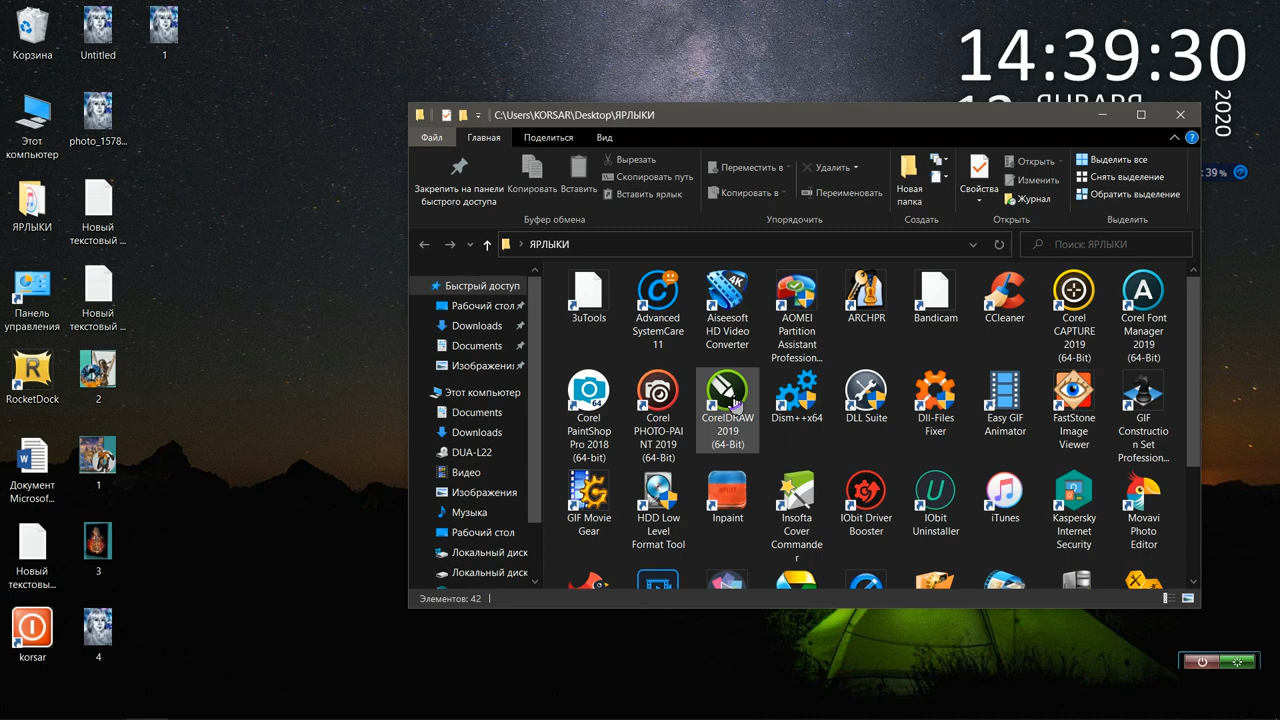 Корзина
Untitled
1
Этот
компьютер
photo_1578...
ЯРЛЫКИ
Новый
текстовый ...
Панель
управления
Новый
текстовый ...
RocketDock
2
Документ
Microsof...
1
Новый
текстовы...
3
korsar
4
14:39:30
ЯНВАРЯ
2020
39 %
C:\Users\KORSAR\Desktop\ЯРЛЫКИ
Файл
Главная
Поделиться
Вид
Закрепить на панели
быстрого доступа
Копировать
Вставить
Вырезать
Скопировать путь
Вставить ярлык
Буфер обмена
Переместить в
Копировать в
Удалить
Переименовать
Упорядочить
Новая
папка
Создать
Свойства
Открыть
Изменить
Журнал
Открыть
Выделить все
Снять выделение
Обратить выделение
Выделить
ЯРЛЫКИ
Поиск: ЯРЛЫКИ
Быстрый доступ
Рабочий стол
Downloads
Documents
Изображени
Этот компьютер
Documents
Downloads
DUA-L22
Видео
Изображения
Музыка
Рабочий стол
Локальный диск
Локальный диск
3uTools
Advanced
SystemCare
11
Aiseesoft
HD Video
Converter
AOMEI
Partition
Assistant
Profession...
ARCHPR
Bandicam
CCleaner
Corel
CAPTURE
2019
(64-Bit)
Corel Font
Manager
2019
(64-Bit)
Corel
PaintShop
Pro 2018
(64-bit)
Corel
PHOTO-PAI
NT 2019
(64-Bit)
CorelDRAW
2019
(64-Bit)
Dism++x64
DLL Suite
Dll-Files
Fixer
Easy GIF
Animator
FastStone
Image
Viewer
GIF
Constructio
n Set
Profession...
GIF Movie
Gear
HDD Low
Level
Format Tool
Inpaint
Insofta
Cover
Commande
r
IObit Driver
Booster
IObit
Uninstaller
iTunes
Kaspersky
Internet
Security
Movavi
Photo
Editor
Элементов: 42